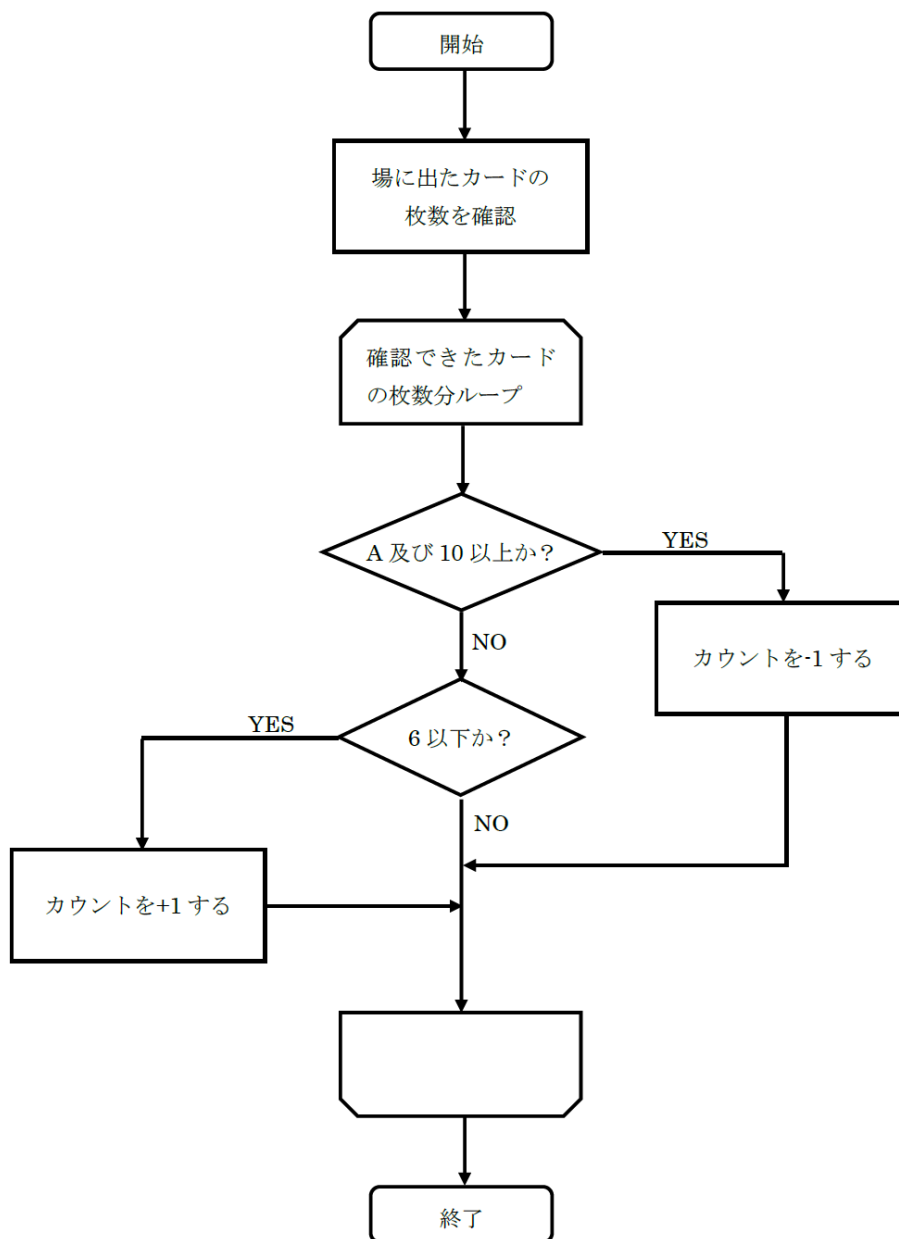 開始
場に出たカードの
枚数を確認
確認できたカード
の枚数分ループ
A 及び 10 以上か？
YES
NO
カウントを-1 する
YES
6 以下か？
NO
カウントを+1 する
終了